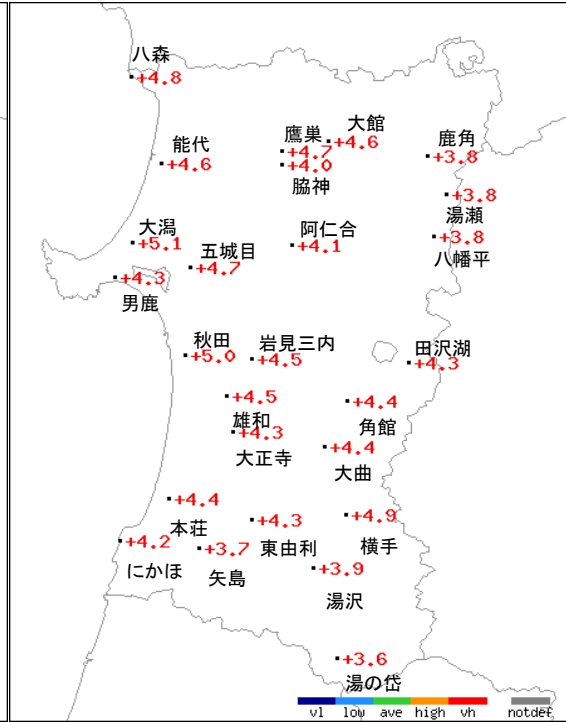 八森
+4.8
能代
+4.6
鷹巣
+4.7
大館
+4.6
+4.0
脇神
鹿角
+3.8
+3.8
湯瀬
+3.8
八幡平
大潟
+5.1
五城目
+4.7
阿仁合
+4.1
+4.3
男鹿
秋田
+5.0
岩見三内
+4.5
田沢湖
+4.3
+4.5
雄和
+4.3
大正寺
+4.4
角館
+4.4
大曲
+4.4
本荘
+4.3
東由利
+4.9
横手
+4.2
にかほ
+3.7
矢島
+3.9
湯沢
+3.6
湯の岱
vl low ave high vh notdef